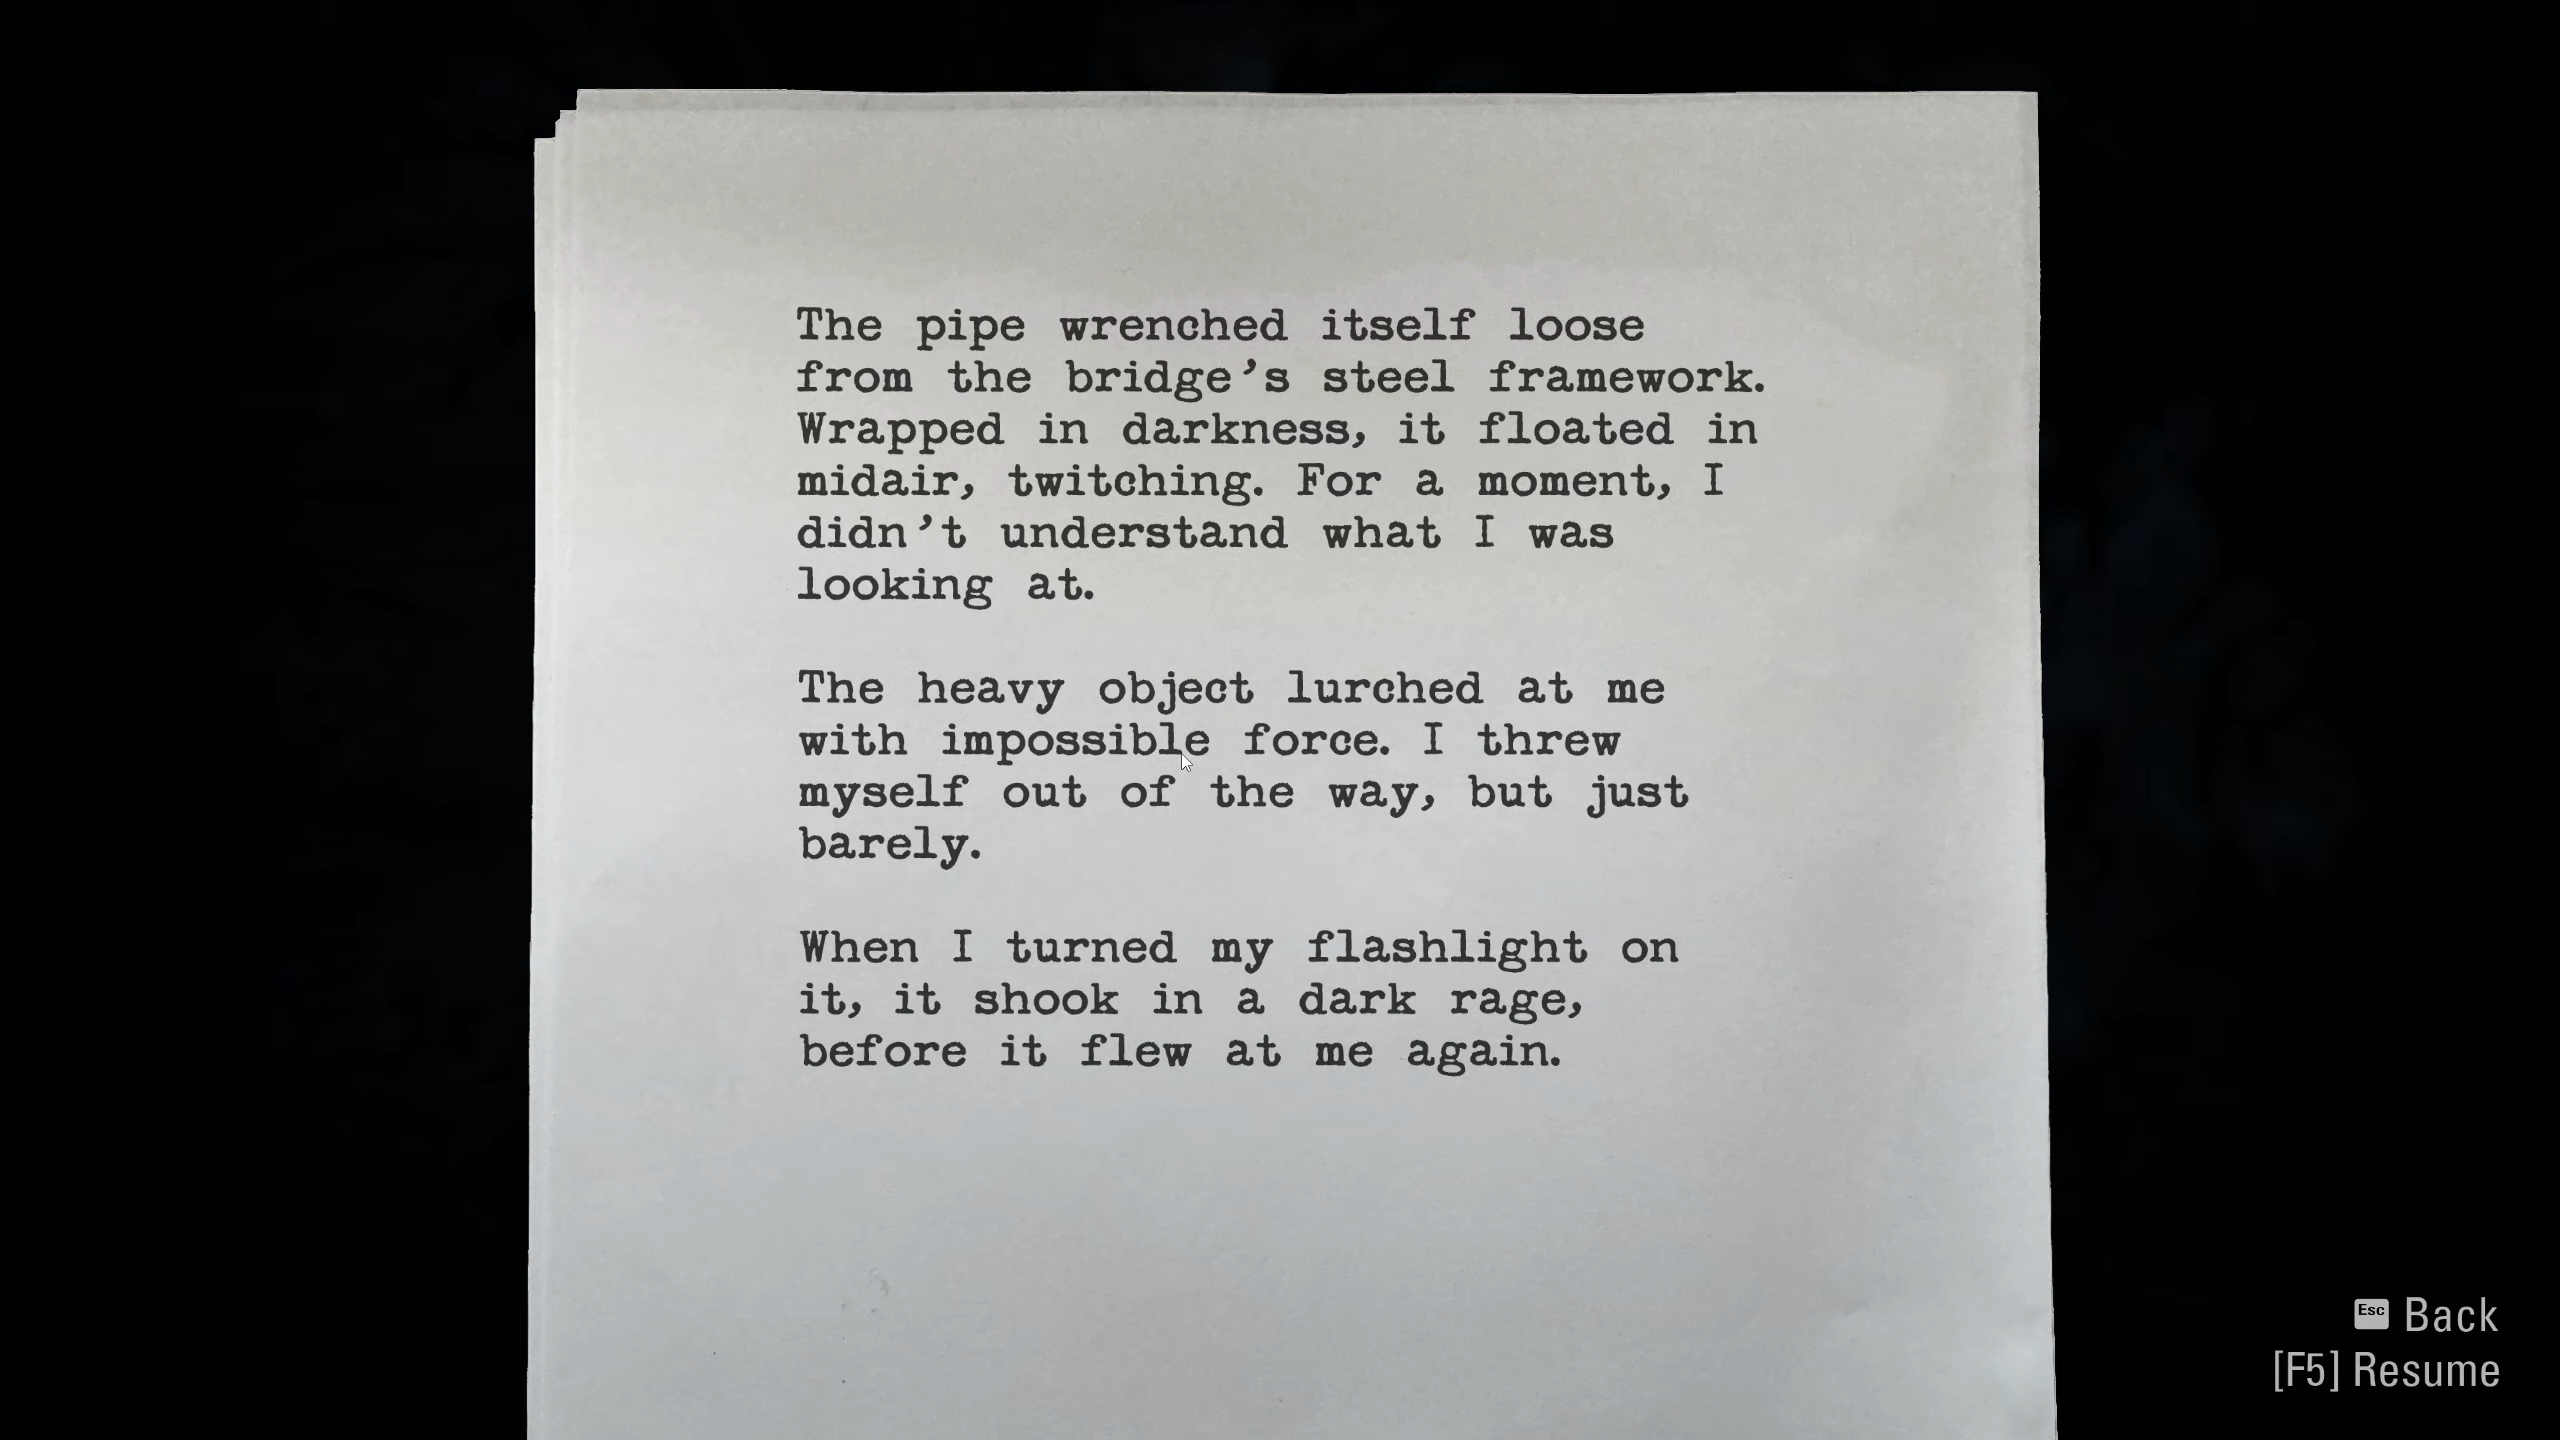 The pipe wrenched itself loose
from the bridge’s steel framework.
Wrapped in darkness, it floated in
midair, twitching. For a moment, I
didn’t understand what I was
looking at.
The heavy object lurched at me
with impossible force. I threw
myself out of the way, but just
barely.
When I turned my flashlight on
it, it shook in a dark rage,
before it flew at me again.
Esc Back
[F5] Resume